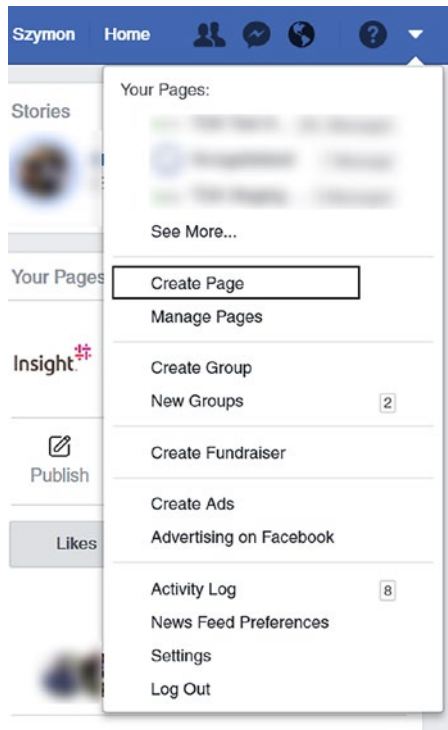 Szymon Home
Your Pages:
Stories
See More...
Your Pages
Create Page
Manage Pages
Insight.
Create Group
New Groups 2
Publish
Create Fundraiser
Create Ads
Likes
Advertising on Facebook
Activity Log 8
News Feed Preferences
Settings
Log Out